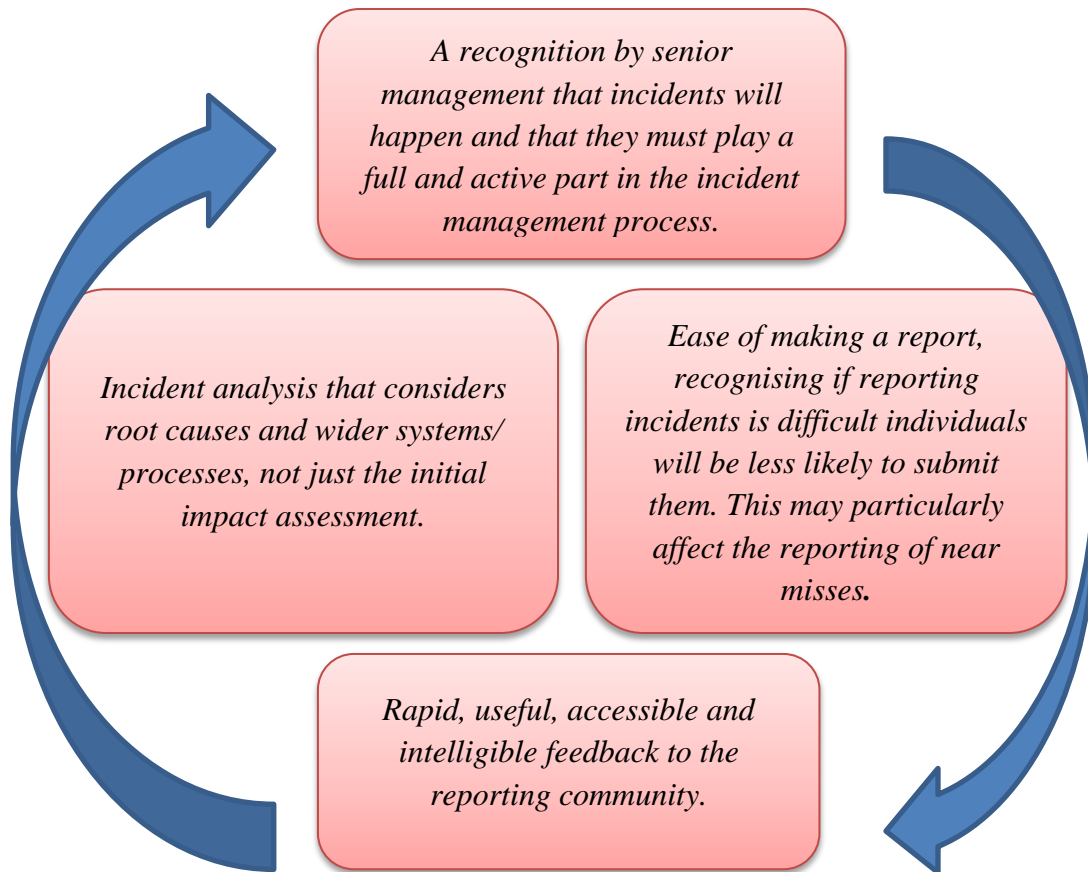 A recognition by senior
management that incidents will
happen and that they must play a
full and active part in the incident
management process.
Incident analysis that considers
root causes and wider systems/
processes, not just the initial
impact assessment.
Ease of making a report,
recognising if reporting
incidents is difficult individuals
will be less likely to submit
them. This may particularly
affect the reporting of near
misses.
Rapid, useful, accessible and
intelligible feedback to the
reporting community.